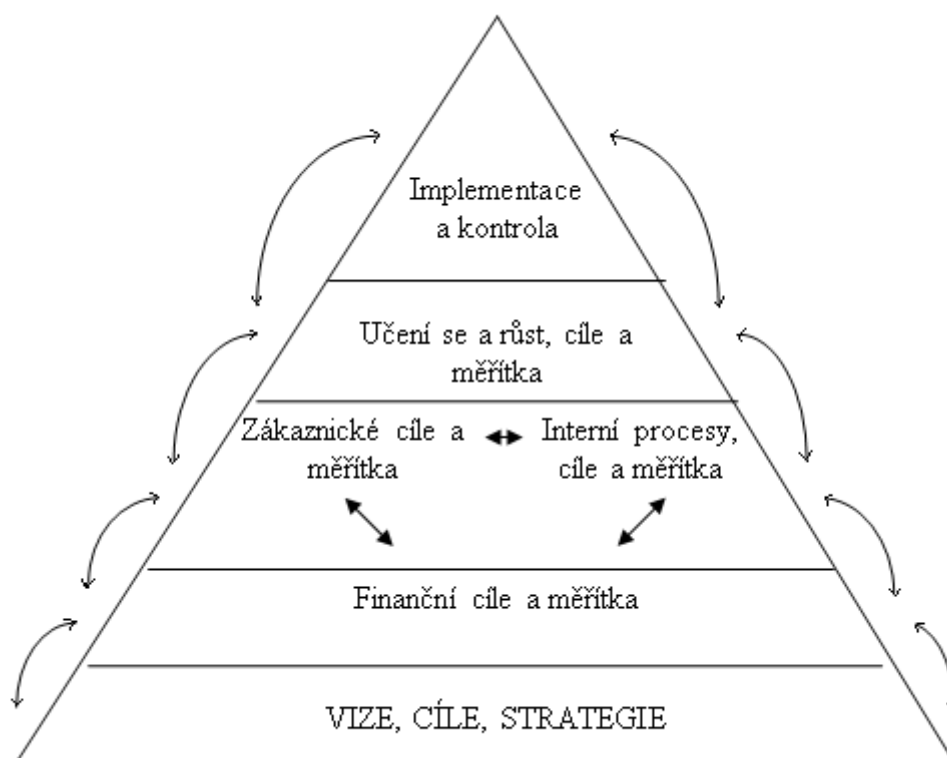 Implementace
a kontrola
Učení se a růst, cíle a
měřítka
Zákaznické cíle a
měřítka
Interní procesy,
cíle a měřítka
Finanční cíle a měřítka
VIZE, CÍLE, STRATEGIE